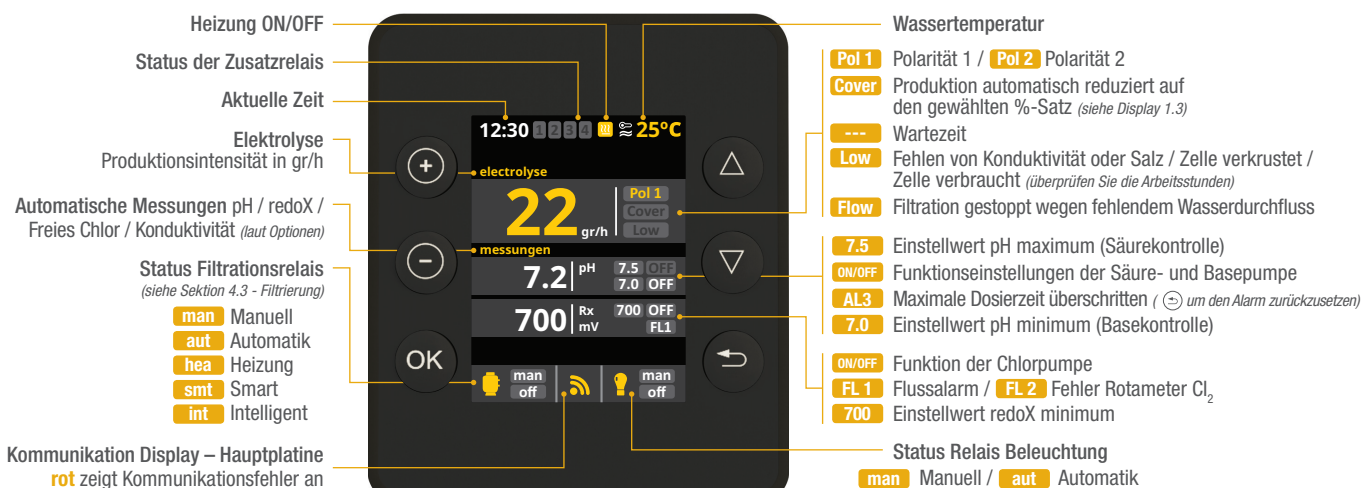 Heizung ON/OFF
Status der Zusatzrelais
Aktuelle Zeit
Elektrolyse
Produktionsintensität in gr/h
Automatische Messungen pH / redoX /
Freies Chlor / Konduktivität (laut Optionen)
Status Filtrationsrelais
(siehe Sektion 4.3 - Filtrierung)
man Manuell
aut Automatik
hea Heizung
smt Smart
int Intelligent
Kommunikation Display – Hauptplatine
rot zeigt Kommunikationsfehler an
12:30 1 2 3 4 25ºC
electrolyse
22 gr/h
Pol 1
Cover
Low
messungen
7.2 pH 7.5 OFF
7.0 OFF
700 Rx 700 OFF
mV FL1
man
off
man
off
+
−
OK
Wassertemperatur
Pol 1 Polarität 1 / Pol 2 Polarität 2
Cover Produktion automatisch reduziert auf
den gewählten %-Satz (siehe Display 1.3)
--- Wartezeit
Low Fehlen von Konduktivität oder Salz / Zelle verkrustet /
Zelle verbraucht (überprüfen Sie die Arbeitsstunden)
Flow Filtration gestoppt wegen fehlendem Wasserdurchfluss
7.5 Einstellwert pH maximum (Säurekontrolle)
ON/OFF Funktionseinstellungen der Säure- und Basepumpe
AL3 Maximale Dosierzeit überschritten ( um den Alarm zurückzusetzen)
7.0 Einstellwert pH minimum (Basekontrolle)
ON/OFF Funktion der Chlorpumpe
FL 1 Flussalarm / FL 2 Fehler Rotameter Cl₂
700 Einstellwert redoX minimum
Status Relais Beleuchtung
man Manuell / aut Automatik